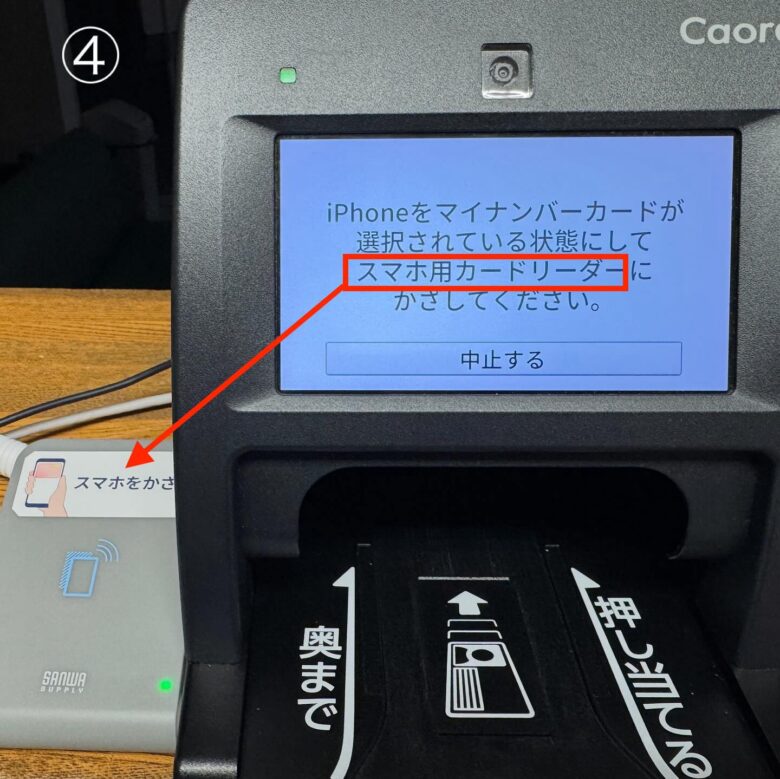 ④
Caora
iPhoneをマイナンバーカードが
選択されている状態にして
スマホ用カードリーダーに
かざしてください。
中止する
スマホをかざ
SANWA
SUPPLY
奥まで
押し当てる